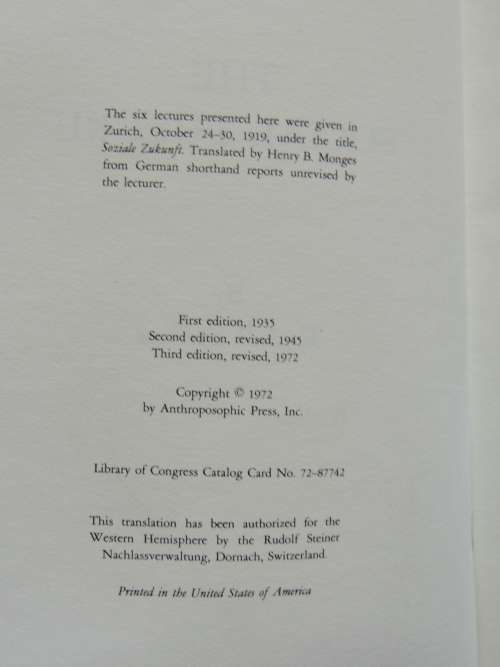 The six lectures presented here were given in
Zurich, October 24–30, 1919, under the title,
Soziale Zukunft. Translated by Henry B. Monges
from German shorthand reports unrevised by
the lecturer.
First edition, 1935
Second edition, revised, 1945
Third edition, revised, 1972
Copyright © 1972
by Anthroposophic Press, Inc.
Library of Congress Catalog Card No. 72–87742
This translation has been authorized for the
Western Hemisphere by the Rudolf Steiner
Nachlassverwaltung, Dornach, Switzerland
Printed in the United States of America